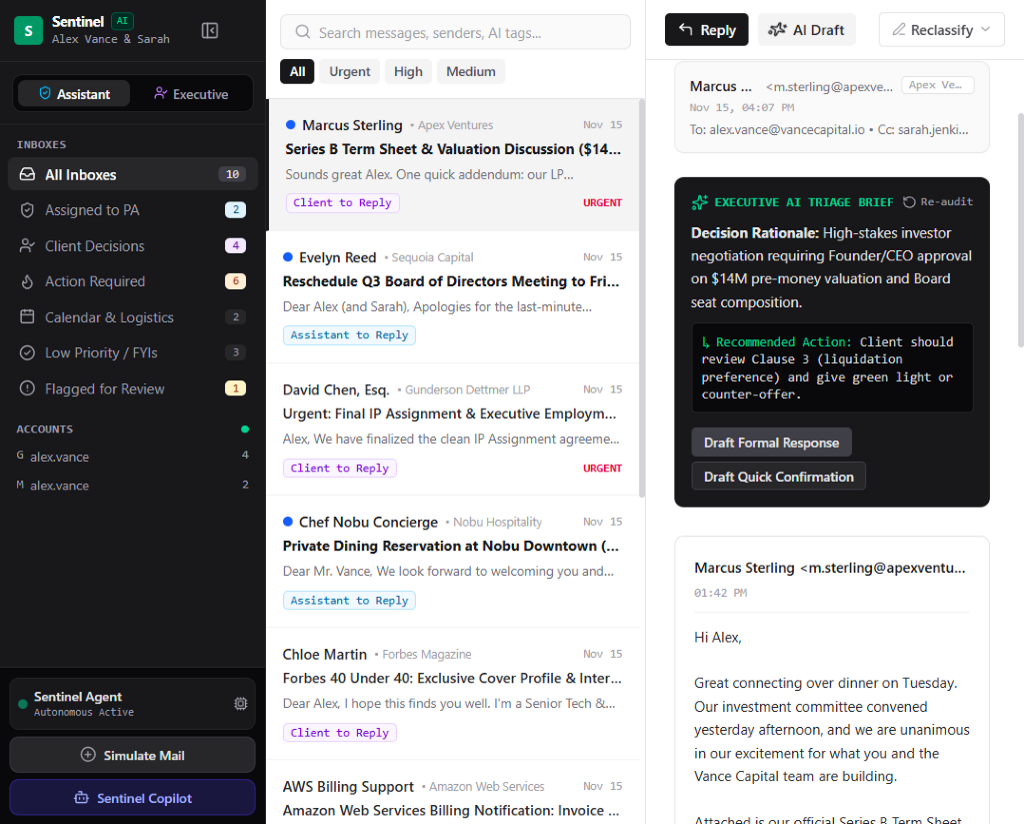 S
Sentinel AI
Alex Vance & Sarah
Assistant
Executive
INBOXES
All Inboxes 10
Assigned to PA 2
Client Decisions 4
Action Required 6
Calendar & Logistics 2
Low Priority / FYIs 3
Flagged for Review 1
ACCOUNTS
G alex.vance 4
M alex.vance 2
Sentinel Agent
Autonomous Active
Simulate Mail
Sentinel Copilot
Search messages, senders, AI tags...
All Urgent High Medium
Marcus Sterling • Apex Ventures Nov 15
Series B Term Sheet & Valuation Discussion ($14...
Sounds great Alex. One quick addendum: our LP...
Client to Reply URGENT
Evelyn Reed • Sequoia Capital Nov 15
Reschedule Q3 Board of Directors Meeting to Fri...
Dear Alex (and Sarah), Apologies for the last-minute...
Assistant to Reply
David Chen, Esq. • Gunderson Dettmer LLP Nov 15
Urgent: Final IP Assignment & Executive Employm...
Alex, We have finalized the clean IP Assignment agreeme...
Client to Reply URGENT
Chef Nobu Concierge • Nobu Hospitality Nov 15
Private Dining Reservation at Nobu Downtown (...
Dear Mr. Vance, We look forward to welcoming you and...
Assistant to Reply
Chloe Martin • Forbes Magazine Nov 15
Forbes 40 Under 40: Exclusive Cover Profile & Inter...
Dear Alex, I hope this finds you well. I'm a Senior Tech &...
Client to Reply
AWS Billing Support • Amazon Web Services Nov 15
Amazon Web Services Billing Notification: Invoice ...
Reply AI Draft Reclassify
Marcus ... <m.sterling@apexve... Apex Ve...
Nov 15, 04:07 PM
To: alex.vance@vancecapital.io • Cc: sarah.jenki...
EXECUTIVE AI TRIAGE BRIEF Re-audit
Decision Rationale: High-stakes investor
negotiation requiring Founder/CEO approval
on $14M pre-money valuation and Board
seat composition.
↳ Recommended Action: Client should
review Clause 3 (liquidation
preference) and give green light or
counter-offer.
Draft Formal Response
Draft Quick Confirmation
Marcus Sterling <m.sterling@apexventu...
01:42 PM
Hi Alex,
Great connecting over dinner on Tuesday.
Our investment committee convened
yesterday afternoon, and we are unanimous
in our excitement for what you and the
Vance Capital team are building.
Attached is our official Series B Term Sheet